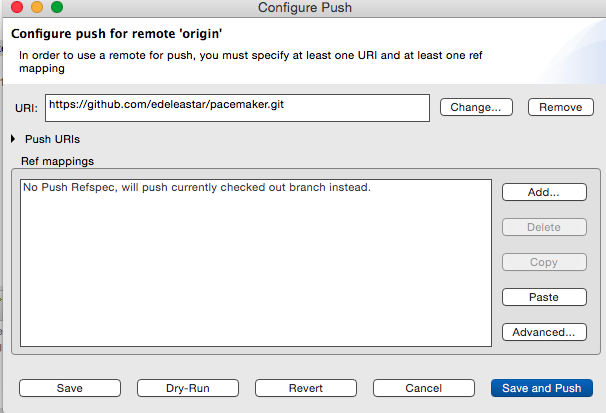 Configure Push
Configure push for remote 'origin'
In order to use a remote for push, you must specify at least one URI and at least one ref
mapping
URI: https://github.com/edeleastar/pacemaker.git Change... Remove
Push URIs
Ref mappings
No Push Refspec, will push currently checked out branch instead.
Add...
Delete
Copy
Paste
Advanced...
Save Dry-Run Revert Cancel Save and Push